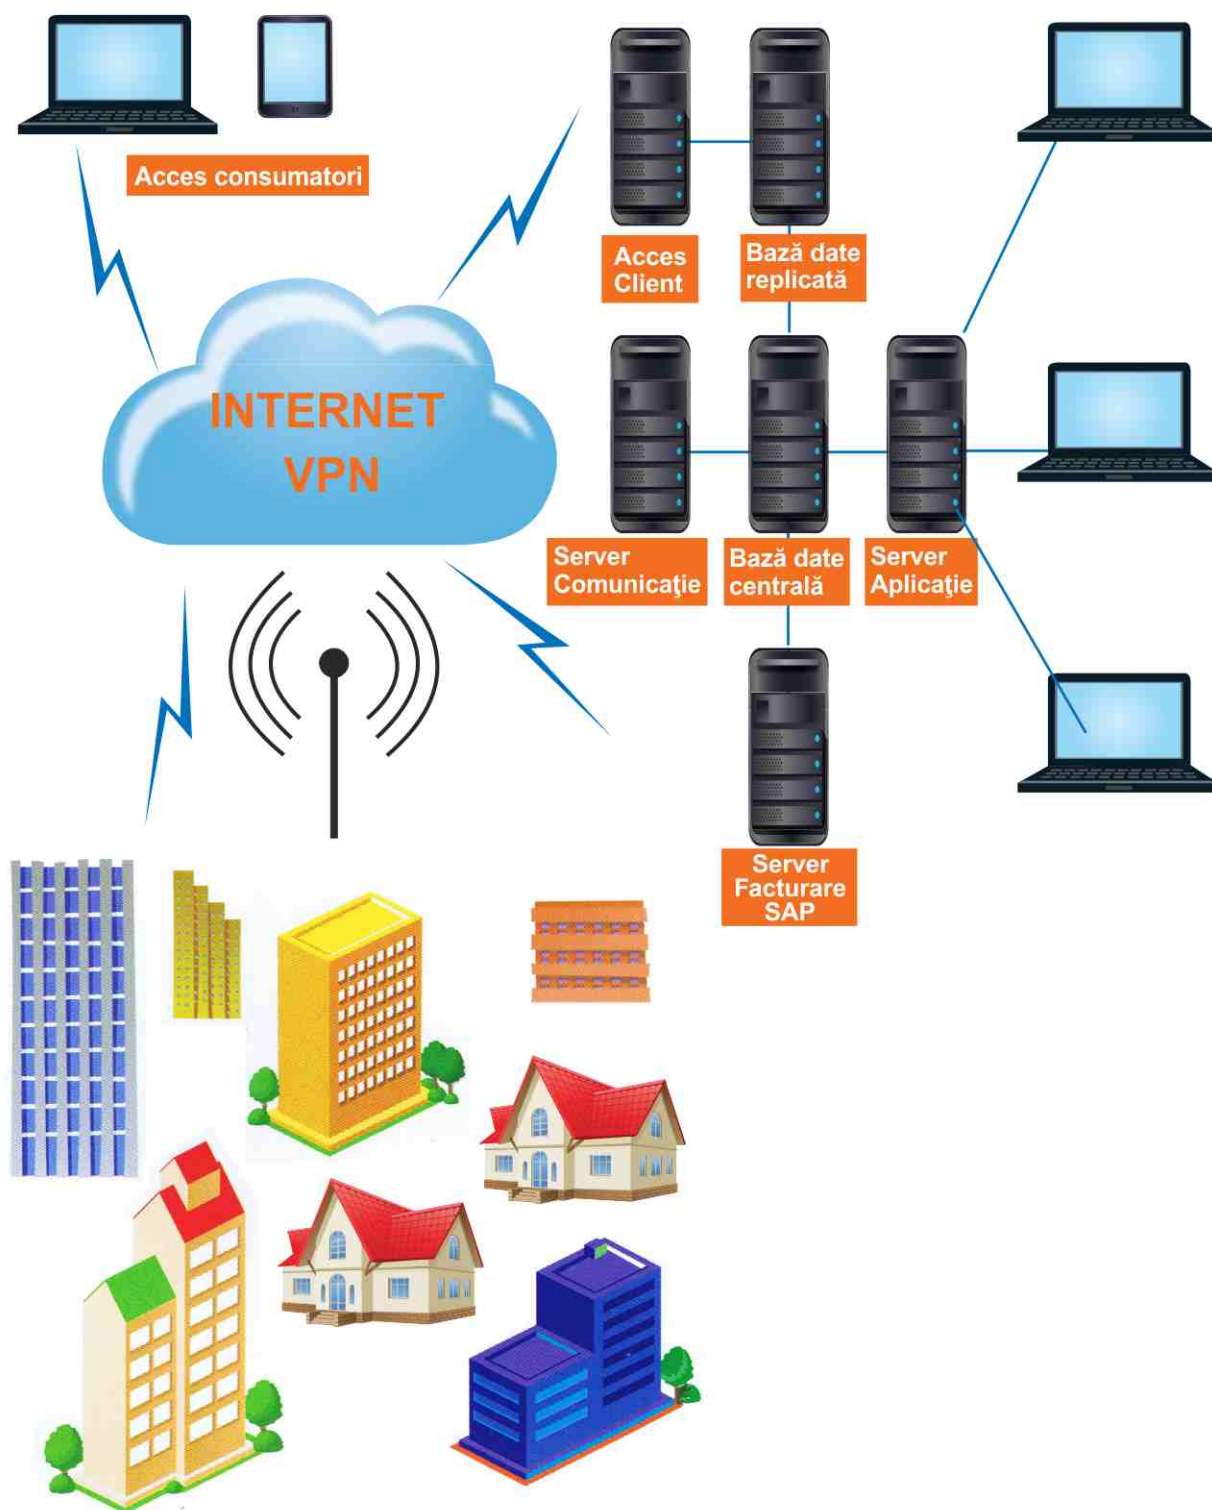 Acces consumatori
Acces
Client
Bază date
replicată
INTERNET
VPN
Server
Comunicaţie
Bază date
centrală
Server
Aplicaţie
Server
Facturare
SAP